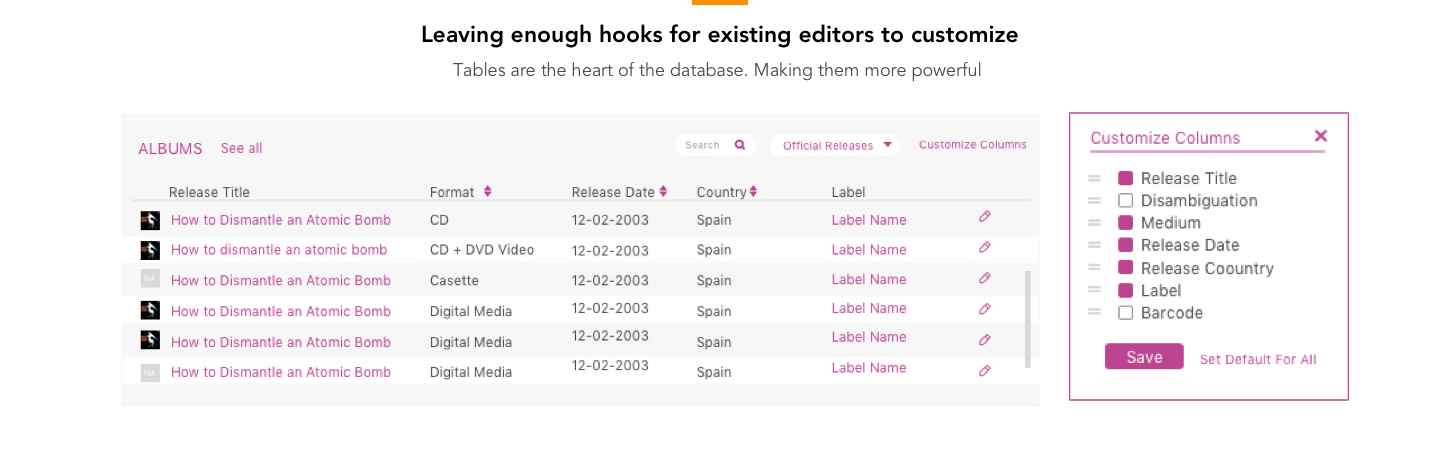 Leaving enough hooks for existing editors to customize
Tables are the heart of the database. Making them more powerful
ALBUMS See all Search Official Releases Customize Columns
Release Title Format Release Date Country Label
How to Dismantle an Atomic Bomb CD 12-02-2003 Spain Label Name
How to dismantle an atomic bomb CD + DVD Video 12-02-2003 Spain Label Name
NA How to Dismantle an Atomic Bomb Casette 12-02-2003 Spain Label Name
How to Dismantle an Atomic Bomb Digital Media 12-02-2003 Spain Label Name
How to Dismantle an Atomic Bomb Digital Media 12-02-2003 Spain Label Name
NA How to Dismantle an Atomic Bomb Digital Media 12-02-2003 Spain Label Name
Customize Columns
Release Title
Disambiguation
Medium
Release Date
Release Coountry
Label
Barcode
Save Set Default For All